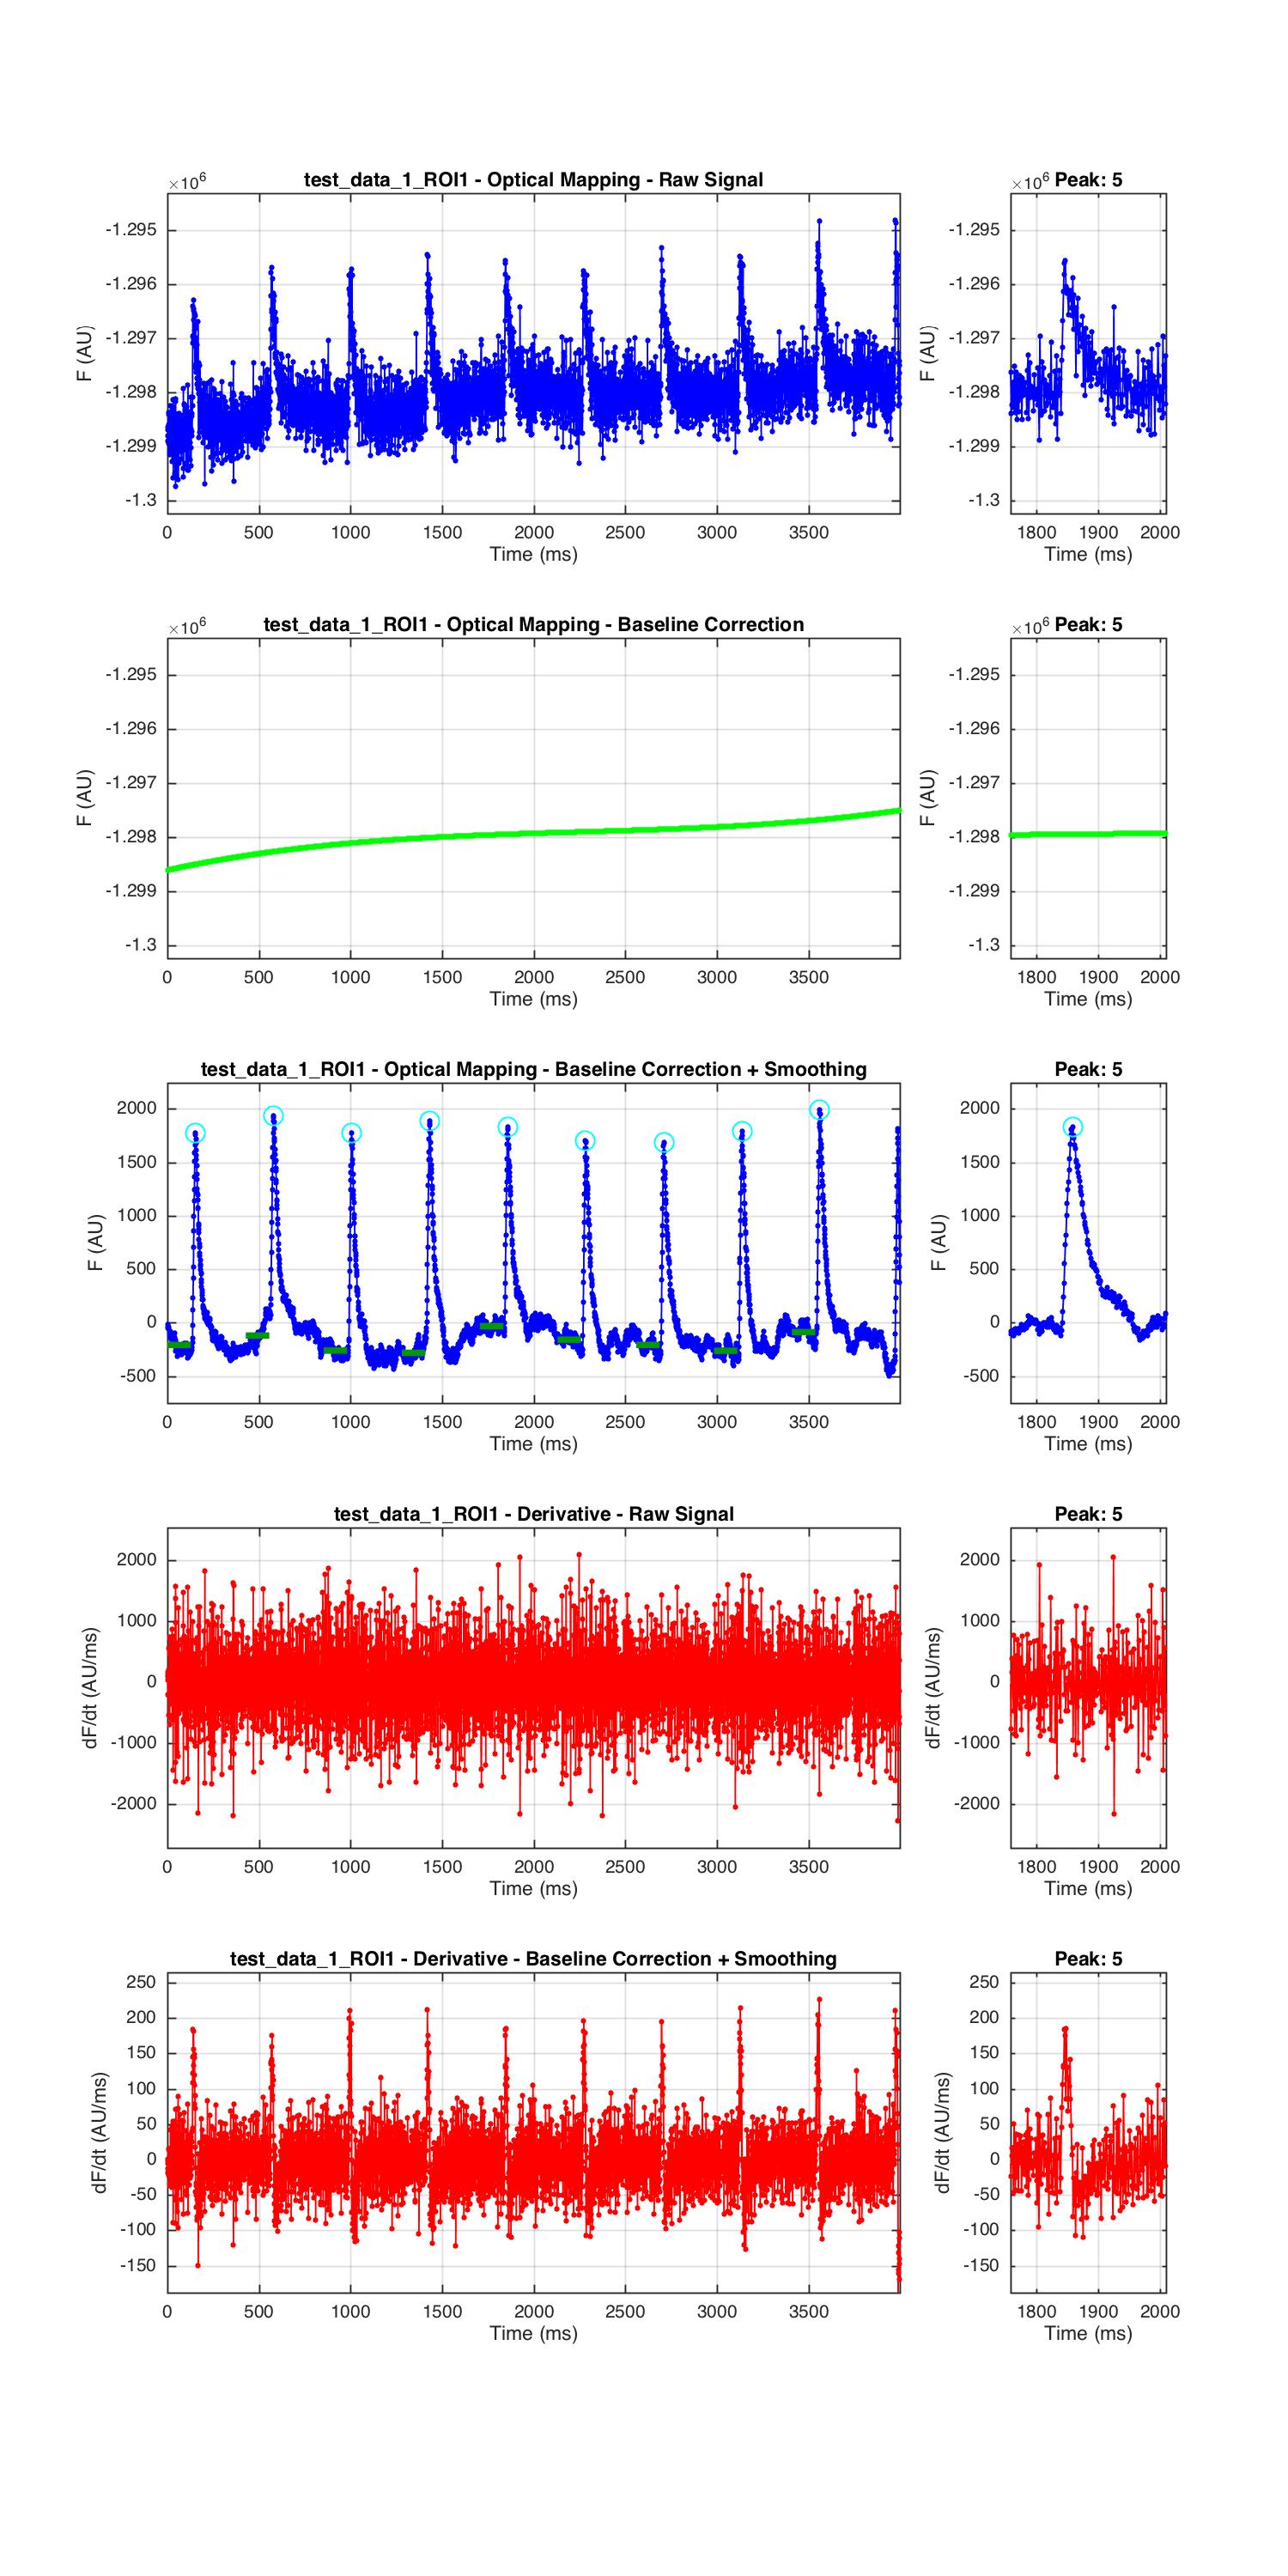 test_data_1_ROI1 - Optical Mapping - Raw Signal
×10^6
-1.295
-1.296
-1.297
-1.298
-1.299
-1.3
F (AU)
0 500 1000 1500 2000 2500 3000 3500
Time (ms)
Peak: 5
×10^6
-1.295
-1.296
-1.297
-1.298
-1.299
-1.3
F (AU)
1800 1900 2000
Time (ms)
test_data_1_ROI1 - Optical Mapping - Baseline Correction
×10^6
-1.295
-1.296
-1.297
-1.298
-1.299
-1.3
F (AU)
0 500 1000 1500 2000 2500 3000 3500
Time (ms)
Peak: 5
×10^6
-1.295
-1.296
-1.297
-1.298
-1.299
-1.3
F (AU)
1800 1900 2000
Time (ms)
test_data_1_ROI1 - Optical Mapping - Baseline Correction + Smoothing
2000
1500
1000
500
0
-500
F (AU)
0 500 1000 1500 2000 2500 3000 3500
Time (ms)
Peak: 5
2000
1500
1000
500
0
-500
F (AU)
1800 1900 2000
Time (ms)
test_data_1_ROI1 - Derivative - Raw Signal
2000
1000
0
-1000
-2000
dF/dt (AU/ms)
0 500 1000 1500 2000 2500 3000 3500
Time (ms)
Peak: 5
2000
1000
0
-1000
-2000
dF/dt (AU/ms)
1800 1900 2000
Time (ms)
test_data_1_ROI1 - Derivative - Baseline Correction + Smoothing
250
200
150
100
50
0
-50
-100
-150
dF/dt (AU/ms)
0 500 1000 1500 2000 2500 3000 3500
Time (ms)
Peak: 5
250
200
150
100
50
0
-50
-100
-150
dF/dt (AU/ms)
1800 1900 2000
Time (ms)